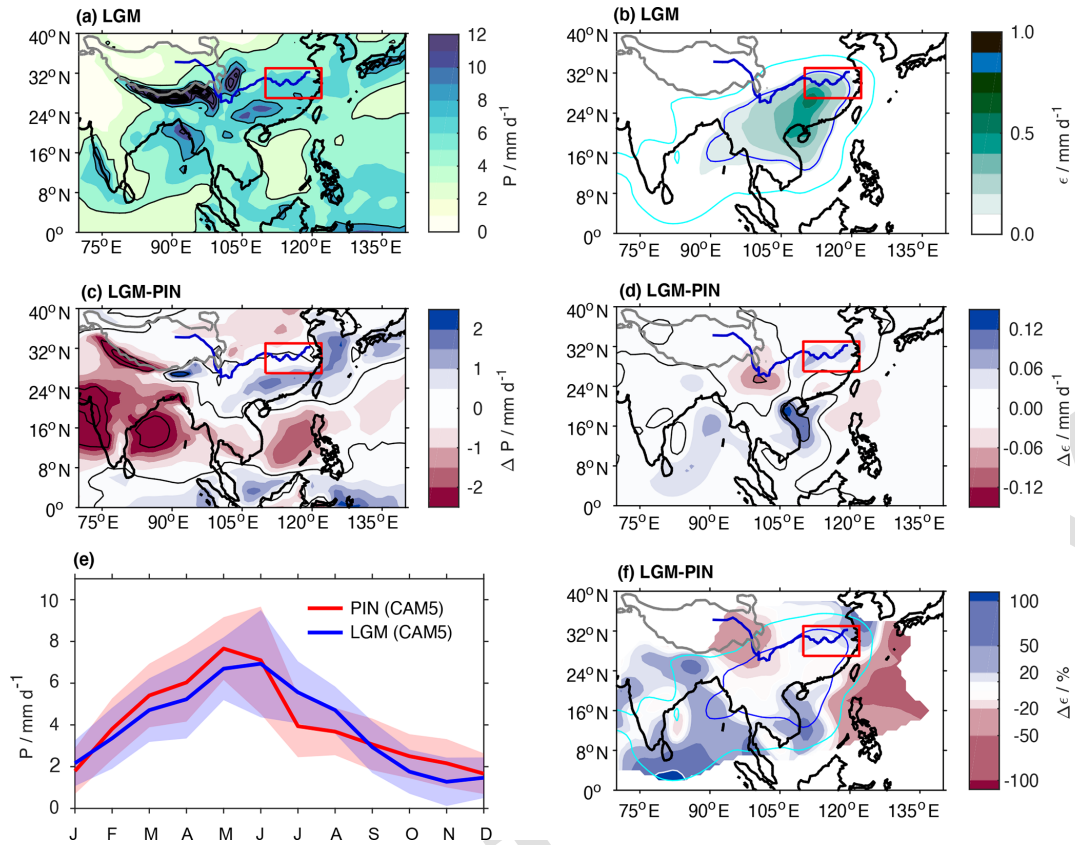 (a) LGM
40°N
32°N
24°N
16°N
8°N
0°
75°E
90°E
105°E
120°E
135°E
12
10
8
6
4
2
0
P / mm d⁻¹
(b) LGM
40°N
32°N
24°N
16°N
8°N
0°
75°E
90°E
105°E
120°E
135°E
1.0
0.5
0.0
ϵ / mm d⁻¹
(c) LGM-PIN
40°N
32°N
24°N
16°N
8°N
0°
75°E
90°E
105°E
120°E
135°E
2
1
0
-1
-2
Δ P / mm d⁻¹
(d) LGM-PIN
40°N
32°N
24°N
16°N
8°N
0°
75°E
90°E
105°E
120°E
135°E
0.12
0.06
0.00
-0.06
-0.12
Δ ϵ / mm d⁻¹
(e)
10
8
6
4
2
0
P / mm d⁻¹
PIN (CAM5)
LGM (CAM5)
J F M A M J J A S O N D
(f) LGM-PIN
40°N
32°N
24°N
16°N
8°N
0°
75°E
90°E
105°E
120°E
135°E
100
50
20
-20
-50
-100
Δ ϵ / %